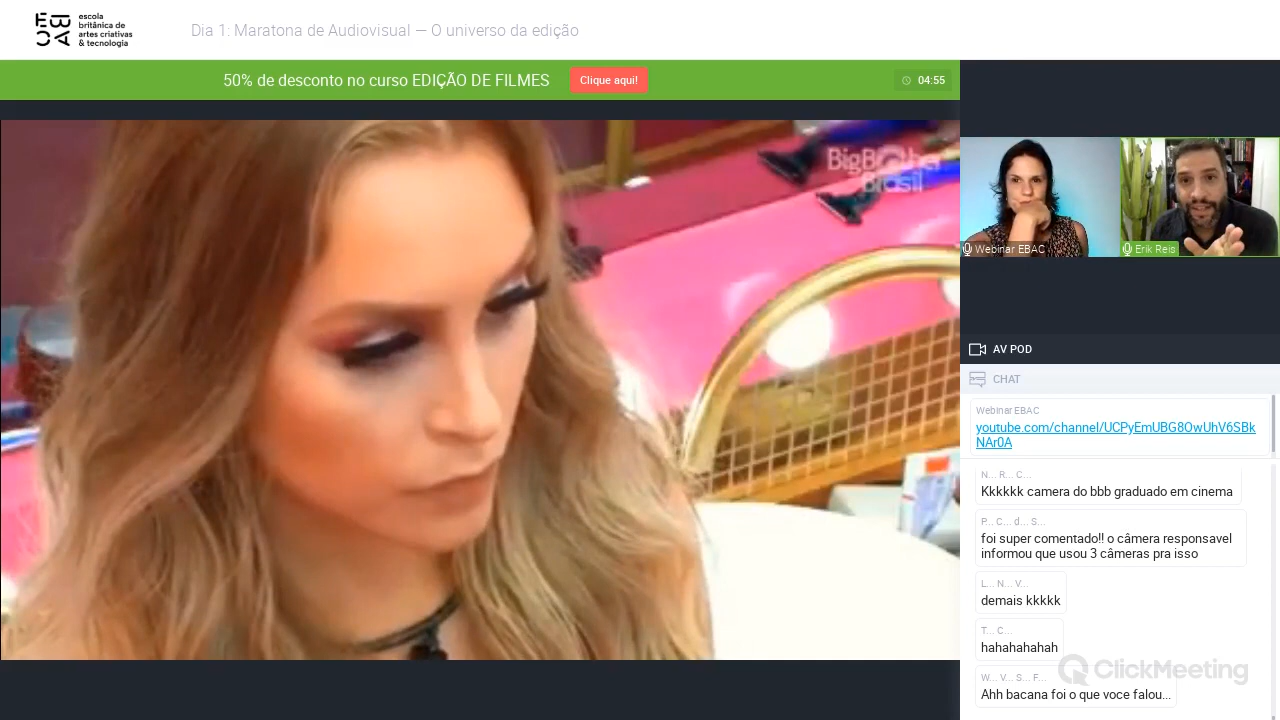 EBAC
escola
britânica de
artes criativas
& tecnologia
Dia 1: Maratona de Audiovisual — O universo da edição
50% de desconto no curso EDIÇÃO DE FILMES
Clique aqui!
04:55
Big Brother
Brasil
Webinar EBAC
Erik Reis
AV POD
CHAT
Webinar EBAC
youtube.com/channel/UCPyEmUBG8OwUhV6SBk
NAr0A
N... R... C...
Kkkkkk camera do bbb graduado em cinema
P... C... d... S...
foi super comentado!! o câmera responsavel
informou que usou 3 câmeras pra isso
L... N... V...
demais kkkkk
T... C...
hahahahahah
ClickMeeting
W... V... S... F...
Ahh bacana foi o que voce falou...